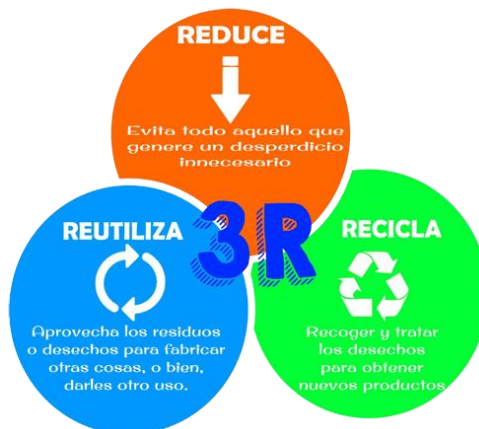 REDUCE
Evita todo aquello que
genere un desperdicio
innecesario
3R
REUTILIZA
Aprovecha los residuos
o desechos para fabricar
otras cosas, o bien,
darles otro uso.
RECICLA
Recoger y tratar
los desechos
para obtener
nuevos productos